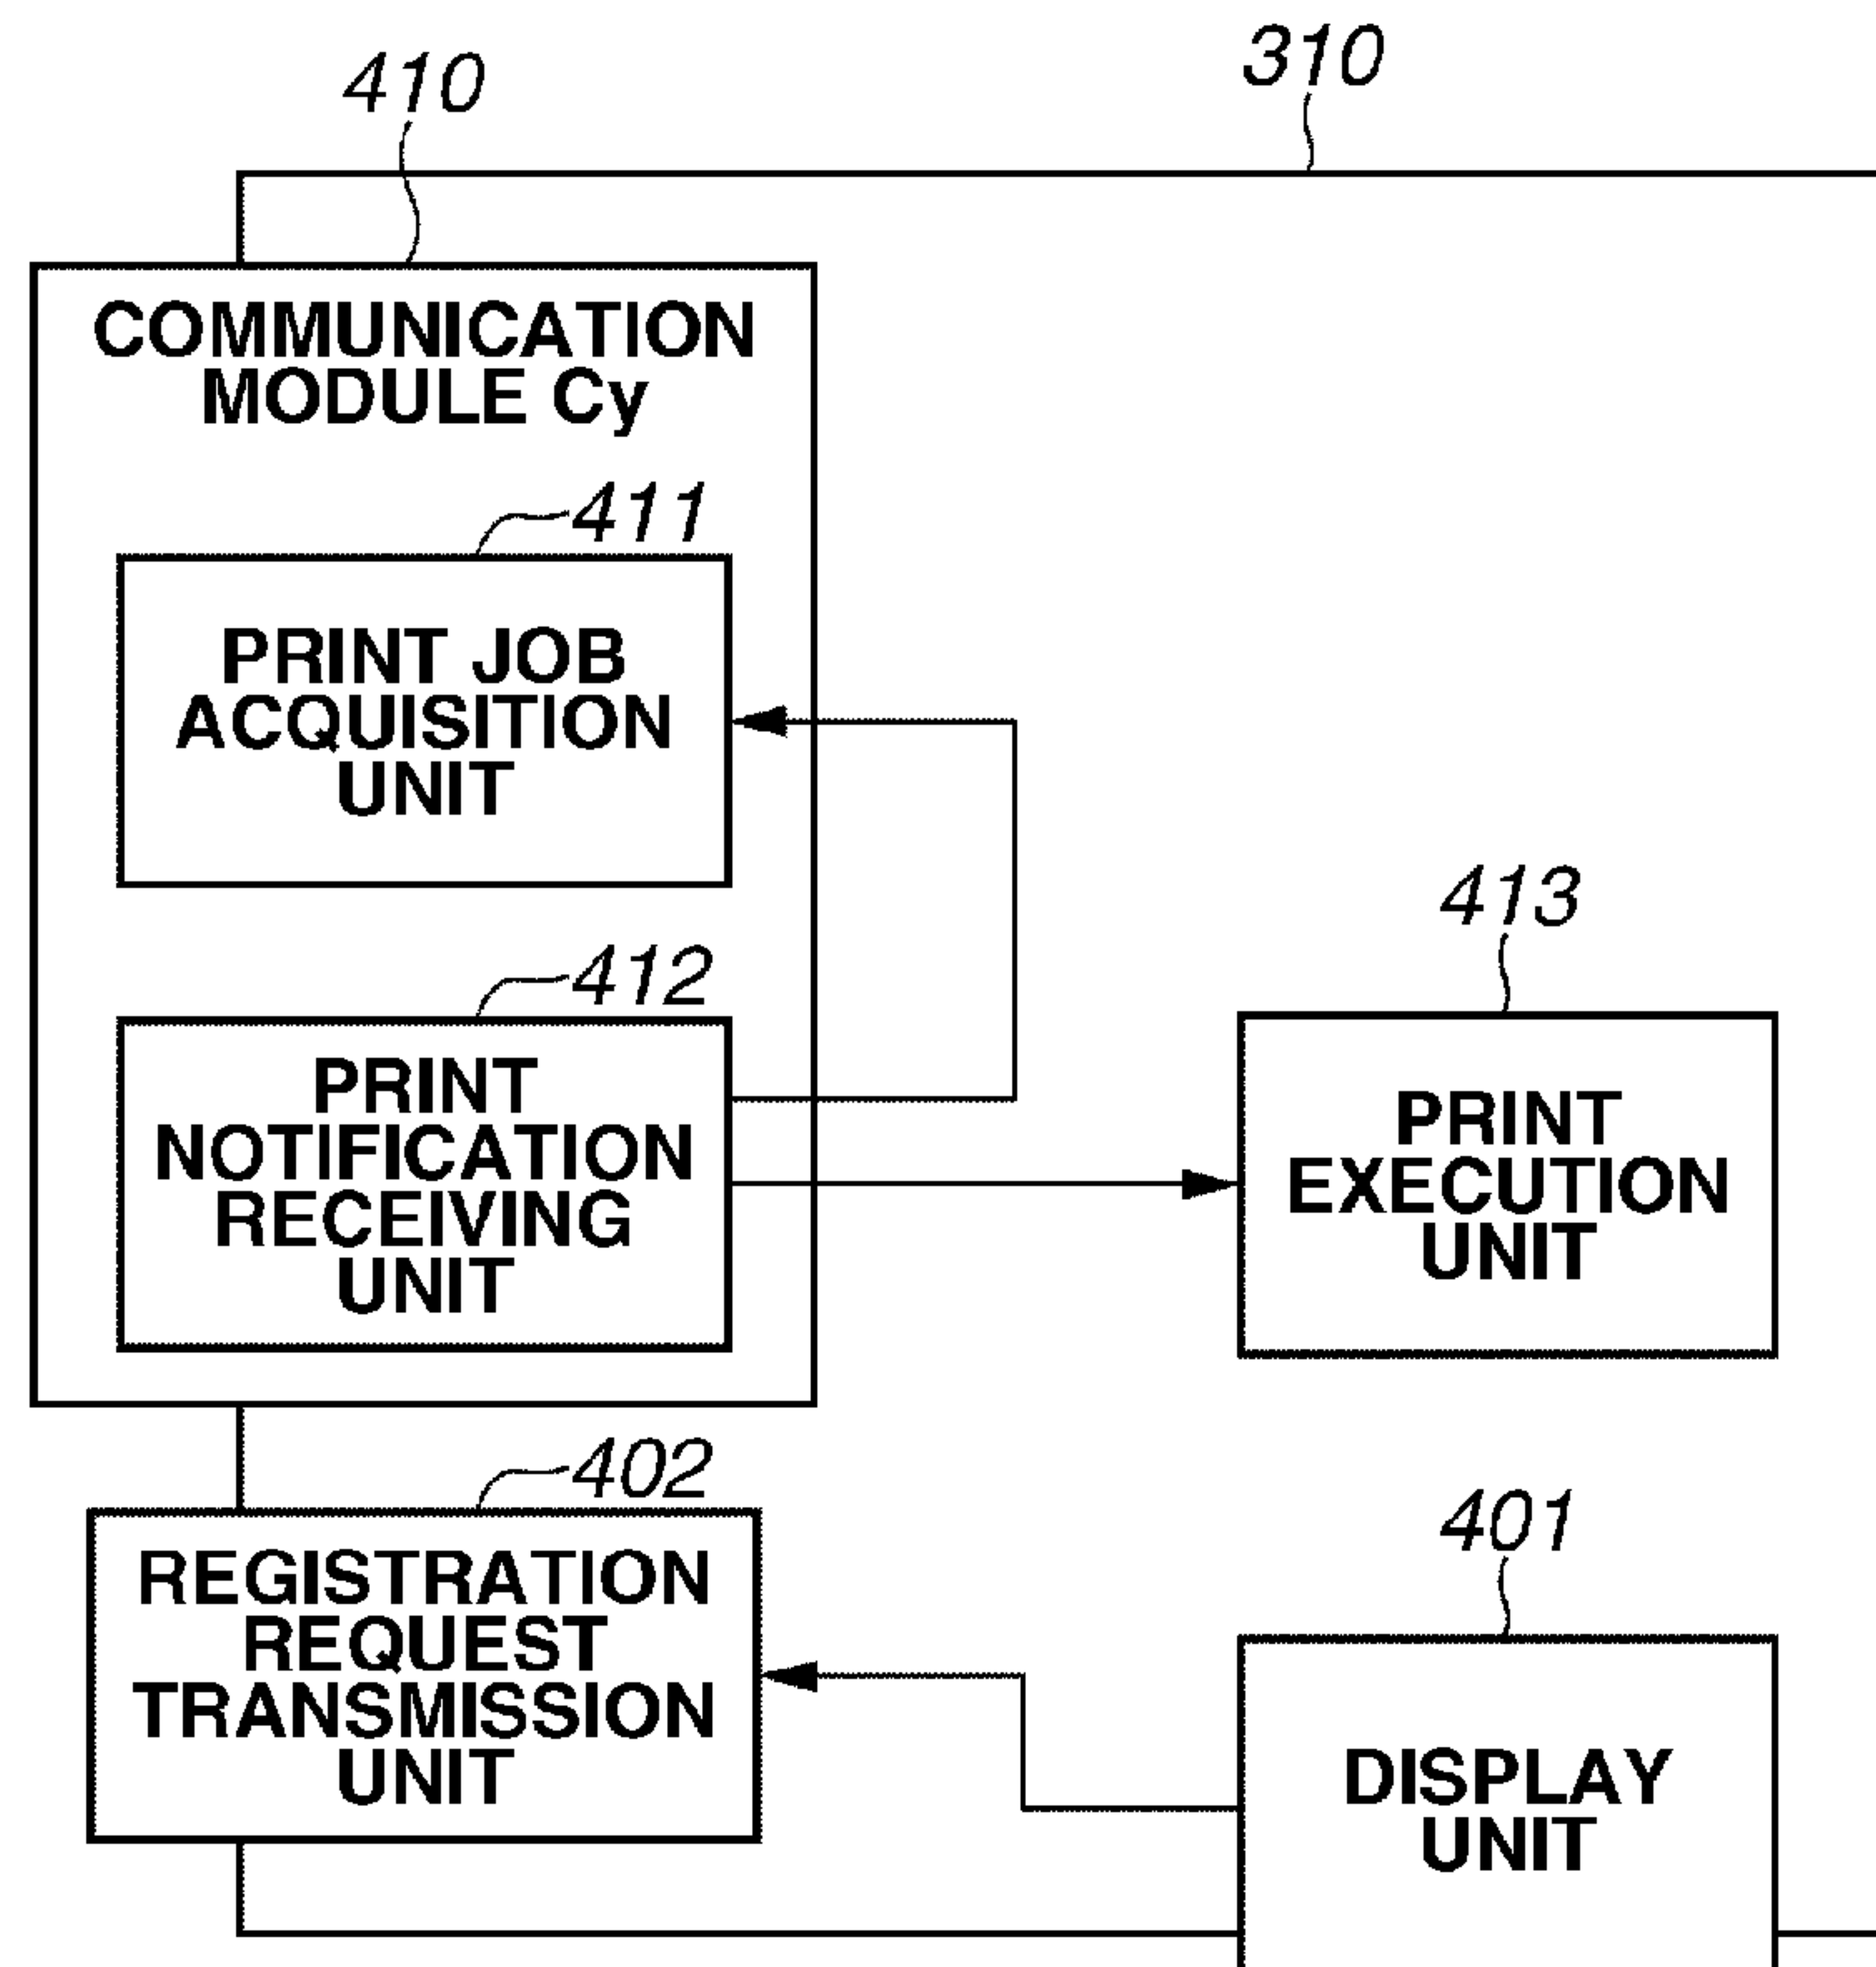 310
410
COMMUNICATION
MODULE Cy
411
PRINT JOB
ACQUISITION
UNIT
412
PRINT
NOTIFICATION
RECEIVING
UNIT
413
PRINT
EXECUTION
UNIT
402
REGISTRATION
REQUEST
TRANSMISSION
UNIT
401
DISPLAY
UNIT